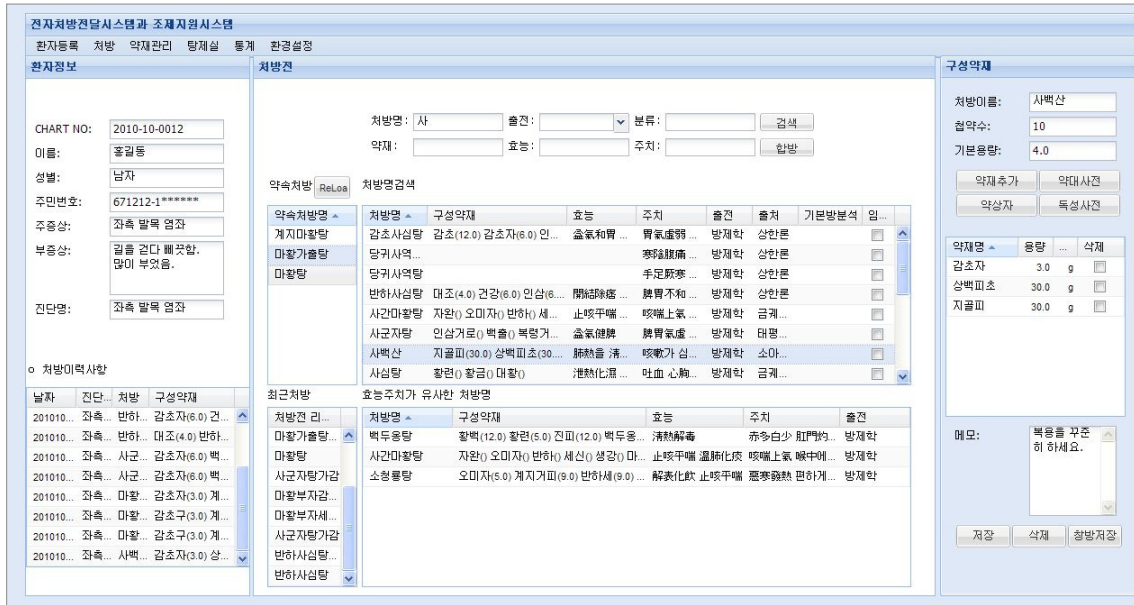 전자처방전달시스템과 조제지원시스템
환자등록 처방 약재관리 탕제실 통계 환경설정
환자정보
CHART NO: 2010-10-0012
이름: 홍길동
성별: 남자
주민번호: 671212-1******
주증상: 좌측 발목 염좌
부증상: 길을 걷다 삐끗함.
많이 부었음.
진단명: 좌측 발목 염좌
o 처방이력사항
날짜 진단... 처방 구성약재
201010... 좌측... 반하... 감초자(6.0) 건...
201010... 좌측... 반하... 대조(4.0) 반하...
201010... 좌측... 사군... 감초자(6.0) 백...
201010... 좌측... 사군... 감초자(6.0) 백...
201010... 좌측... 마황... 감초자(3.0) 계...
201010... 좌측... 마황... 감초구(3.0) 계...
201010... 좌측... 마황... 감초구(3.0) 계...
201010... 좌측... 사백... 감초자(3.0) 상...
처방전
처방명: 사 출전: 분류: 검색
약재: 효능: 주치: 합방
약속처방 ReLoa 처방명검색
약속처방명
계지마황탕
마황가출탕
마황탕
처방명 구성약재 효능 주치 출전 출처 기본방분석 임...
감초사심탕 감초(12.0) 감초자(6.0) 인... 益氣和胃 ... 胃氣虛弱 ... 방제학 상한론
당귀사역... 寒陰腹痛 ... 방제학 상한론
당귀사역탕 手足厥寒 ... 방제학 상한론
반하사심탕 대조(4.0) 건강(6.0) 인삼(6.... 開結除痞 ... 脾胃不和 ... 방제학 상한론
사간마황탕 자완() 오미자() 반하() 세... 止咳平喘 ... 咳喘上氣 ... 방제학 금궤...
사군자탕 인삼거로() 백출() 복령거... 益氣健脾 脾胃氣虛 ... 방제학 태평...
사백산 지골피(30.0) 상백피초(30.... 肺熱을 淸... 咳嗽가 심... 방제학 소아...
사심탕 황련() 황금() 대황() 泄熱化濕 ... 吐血 心胸... 방제학 금궤...
최근처방
처방전 리...
마황가출탕...
마황탕
사군자탕가감
마황부자감...
마황부자세...
사군자탕가감
반하사심탕...
반하사심탕
효능주치가 유사한 처방명
처방명 구성약재 효능 주치 출전
백두옹탕 황백(12.0) 황련(5.0) 진피(12.0) 백두옹... 淸熱解毒 赤多白少 肛門灼... 방제학
사간마황탕 자완() 오미자() 반하() 세신() 생강() 마... 止咳平喘 溫肺化痰 咳喘上氣 喉中에... 방제학
소청룡탕 오미자(5.0) 계지거피(9.0) 반하세(9.0) ... 解表化飮 止咳平喘 惡寒發熱 편하게... 방제학
구성약재
처방이름: 사백산
첩약수: 10
기본용량: 4.0
약재추가 약대사전
약상자 독성사전
약재명 용량 ... 삭제
감초자 3.0 g
상백피초 30.0 g
지골피 30.0 g
메모: 복용을 꾸준
히 하세요.
저장 삭제 창방저장